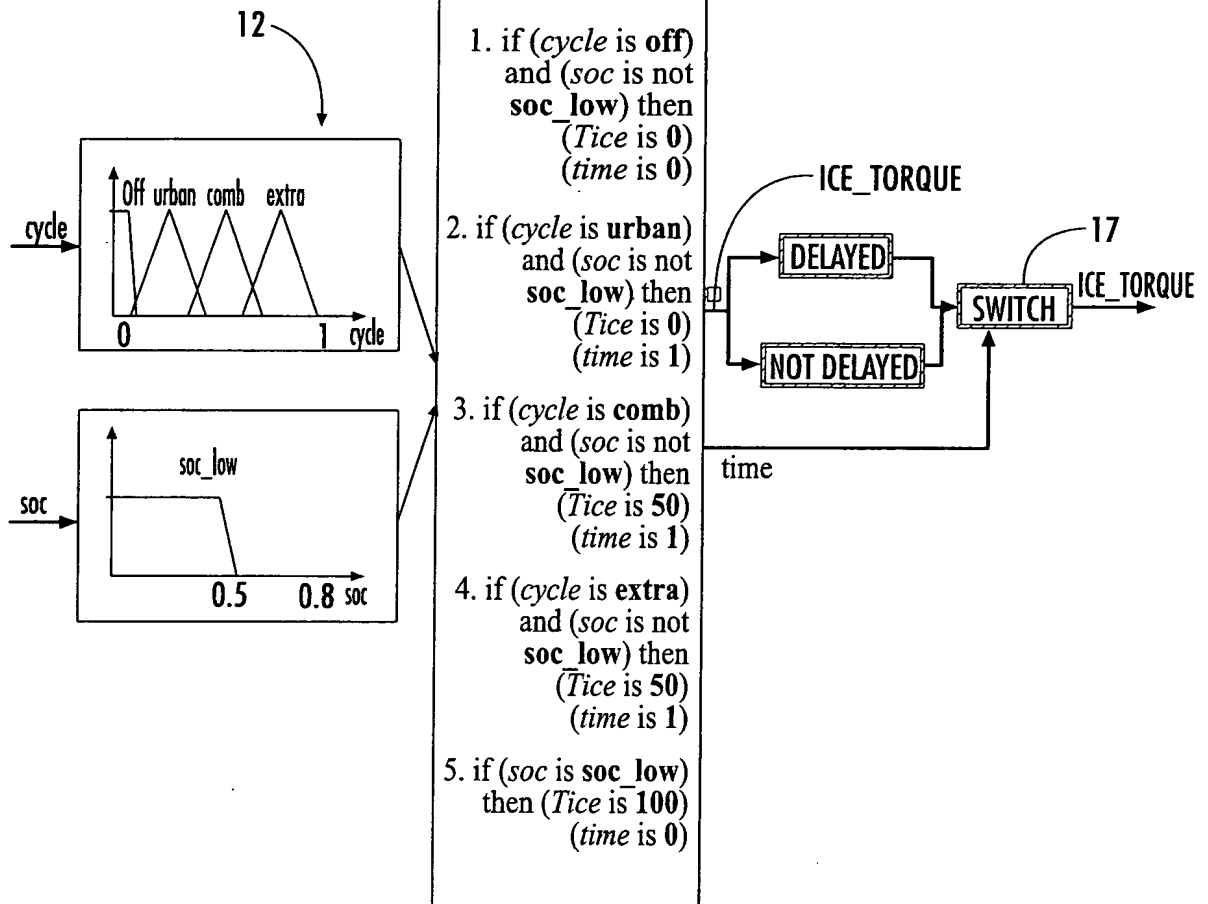 12
Off urban comb extra
cycle
0 1 cycle
soc_low
soc
0.5 0.8 soc
1. if (cycle is off)
and (soc is not
soc_low) then
(Tice is 0)
(time is 0)
2. if (cycle is urban)
and (soc is not
soc_low) then
(Tice is 0)
(time is 1)
3. if (cycle is comb)
and (soc is not
soc_low) then
(Tice is 50)
(time is 1)
4. if (cycle is extra)
and (soc is not
soc_low) then
(Tice is 50)
(time is 1)
5. if (soc is soc_low)
then (Tice is 100)
(time is 0)
ICE_TORQUE
17
DELAYED
ICE_TORQUE
SWITCH
NOT DELAYED
time